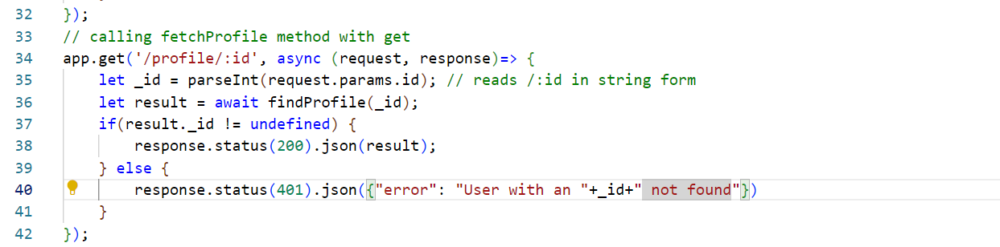 32 });
33 // calling fetchProfile method with get
34 app.get('/profile/:id', async (request, response)=> {
35     let _id = parseInt(request.params.id); // reads /:id in string form
36     let result = await findProfile(_id);
37     if(result._id != undefined) {
38         response.status(200).json(result);
39     } else {
40         response.status(401).json({"error": "User with an "+_id+" not found"})
41     }
42 });